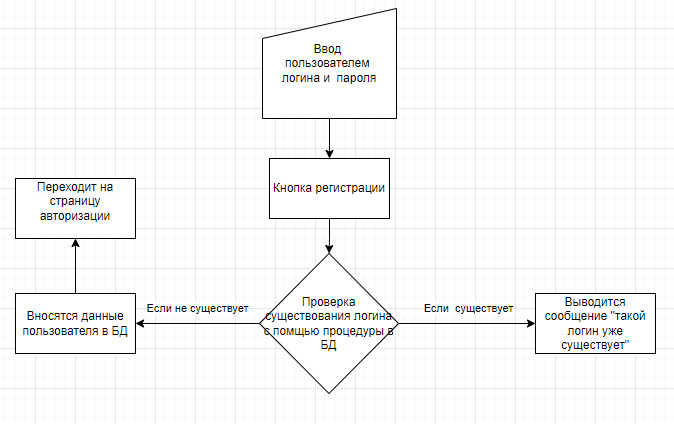 Ввод
пользователем
логина и пароля
Кнопка регистрации
Переходит на
страницу
авторизации
Если не существует
Проверка
существования логина
с помщью процедуры в
БД
Если существует
Вносятся данные
пользователя в БД
Выводится
сообщение "такой
логин уже
существует"